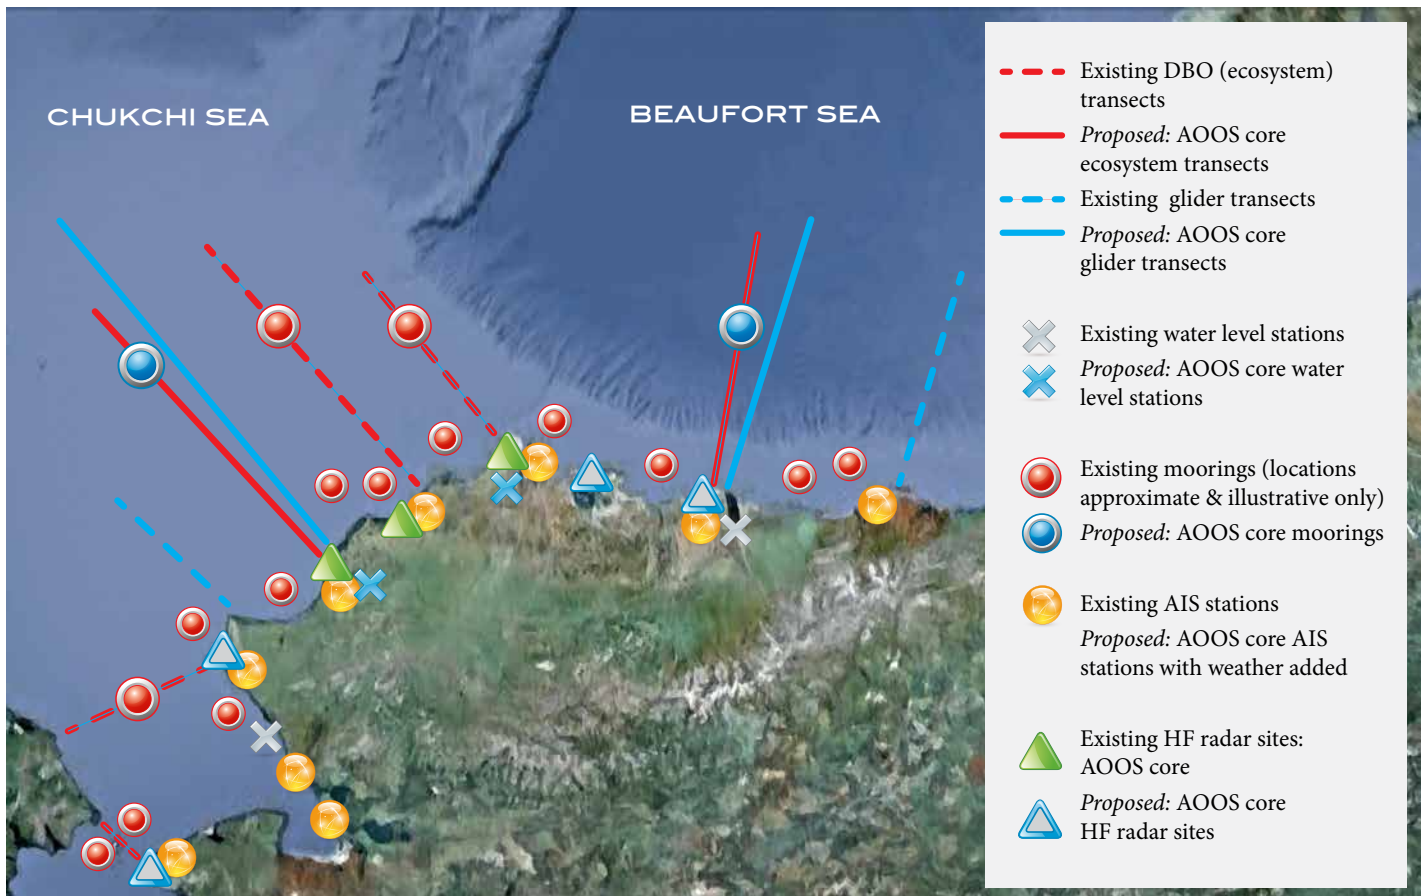 CHUKCHI SEA
BEAUFORT SEA
Existing DBO (ecosystem)
transects
Proposed: AOOS core
ecosystem transects
Existing glider transects
Proposed: AOOS core
glider transects
Existing water level stations
Proposed: AOOS core water
level stations
Existing moorings (locations
approximate & illustrative only)
Proposed: AOOS core moorings
Existing AIS stations
Proposed: AOOS core AIS
stations with weather added
Existing HF radar sites:
AOOS core
Proposed: AOOS core
HF radar sites